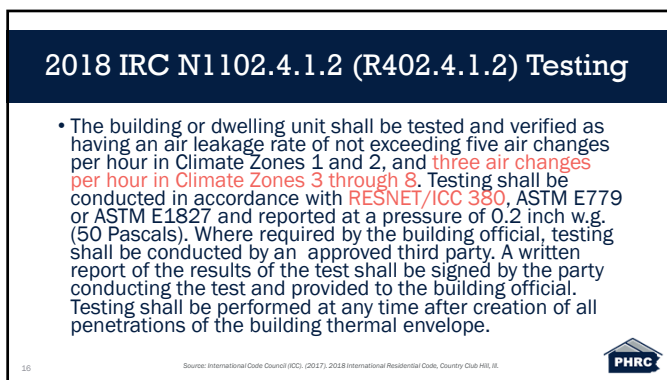 2018 IRC N1102.4.1.2 (R402.4.1.2) Testing
• The building or dwelling unit shall be tested and verified as
having an air leakage rate of not exceeding five air changes
per hour in Climate Zones 1 and 2, and three air changes
per hour in Climate Zones 3 through 8. Testing shall be
conducted in accordance with RESNET/ICC 380, ASTM E779
or ASTM E1827 and reported at a pressure of 0.2 inch w.g.
(50 Pascals). Where required by the building official, testing
shall be conducted by an  approved third party. A written
report of the results of the test shall be signed by the party
conducting the test and provided to the building official.
Testing shall be performed at any time after creation of all
penetrations of the building thermal envelope.
16
Source: International Code Council (ICC). (2017). 2018 International Residential Code, Country Club Hill, Ill.
PHRC